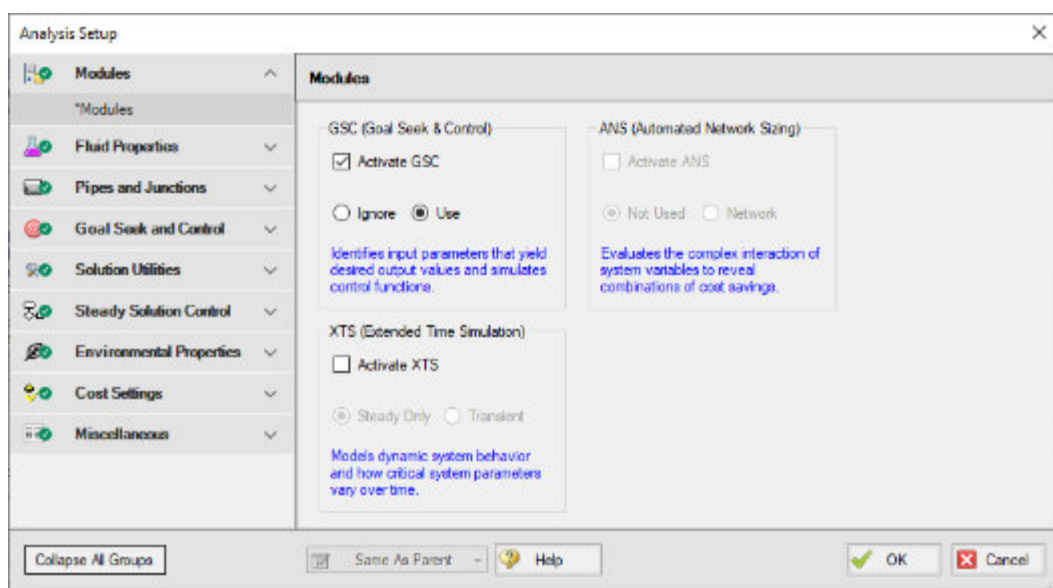 Analysis Setup
Modules
*Modules
Fluid Properties
Pipes and Junctions
Goal Seek and Control
Solution Utilities
Steady Solution Control
Environmental Properties
Cost Settings
Miscellaneous
Collapse All Groups
Modules
GSC (Goal Seek & Control)
Activate GSC
Ignore Use
Identifies input parameters that yield
desired output values and simulates
control functions.
ANS (Automated Network Sizing)
Activate ANS
Not Used Network
Evaluates the complex interaction of
system variables to reveal
combinations of cost savings.
XTS (Extended Time Simulation)
Activate XTS
Steady Only Transient
Models dynamic system behavior
and how critical system parameters
vary over time.
Same As Parent
Help
OK
Cancel